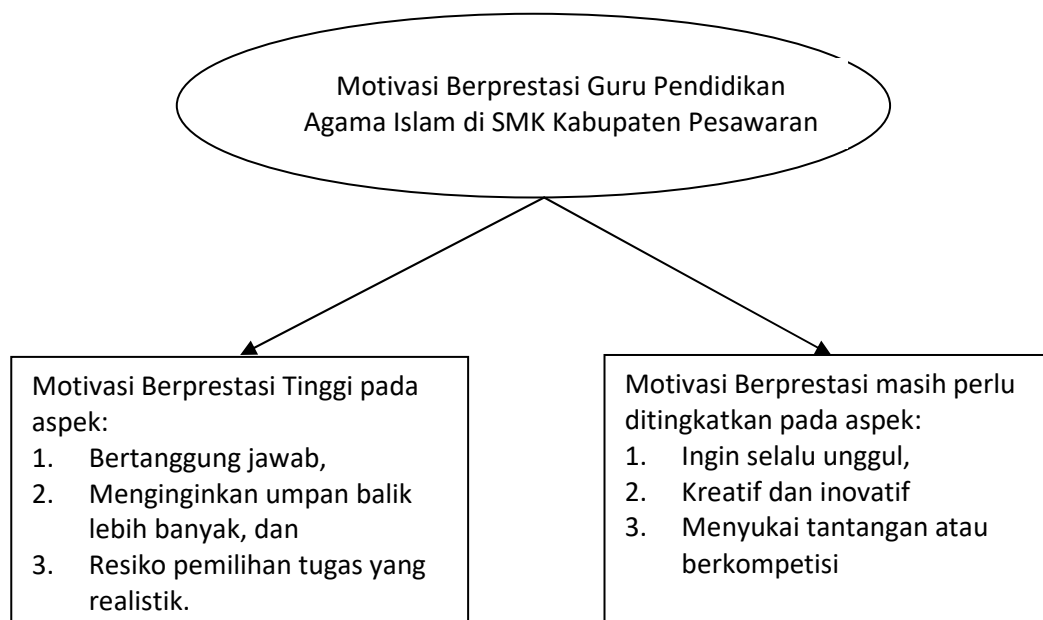 Motivasi Berprestasi Guru Pendidikan
Agama Islam di SMK Kabupaten Pesawaran
Motivasi Berprestasi Tinggi pada
aspek:
1. Bertanggung jawab,
2. Menginginkan umpan balik
lebih banyak, dan
3. Resiko pemilihan tugas yang
realistik.
Motivasi Berprestasi masih perlu
ditingkatkan pada aspek:
1. Ingin selalu unggul,
2. Kreatif dan inovatif
3. Menyukai tantangan atau
berkompetisi